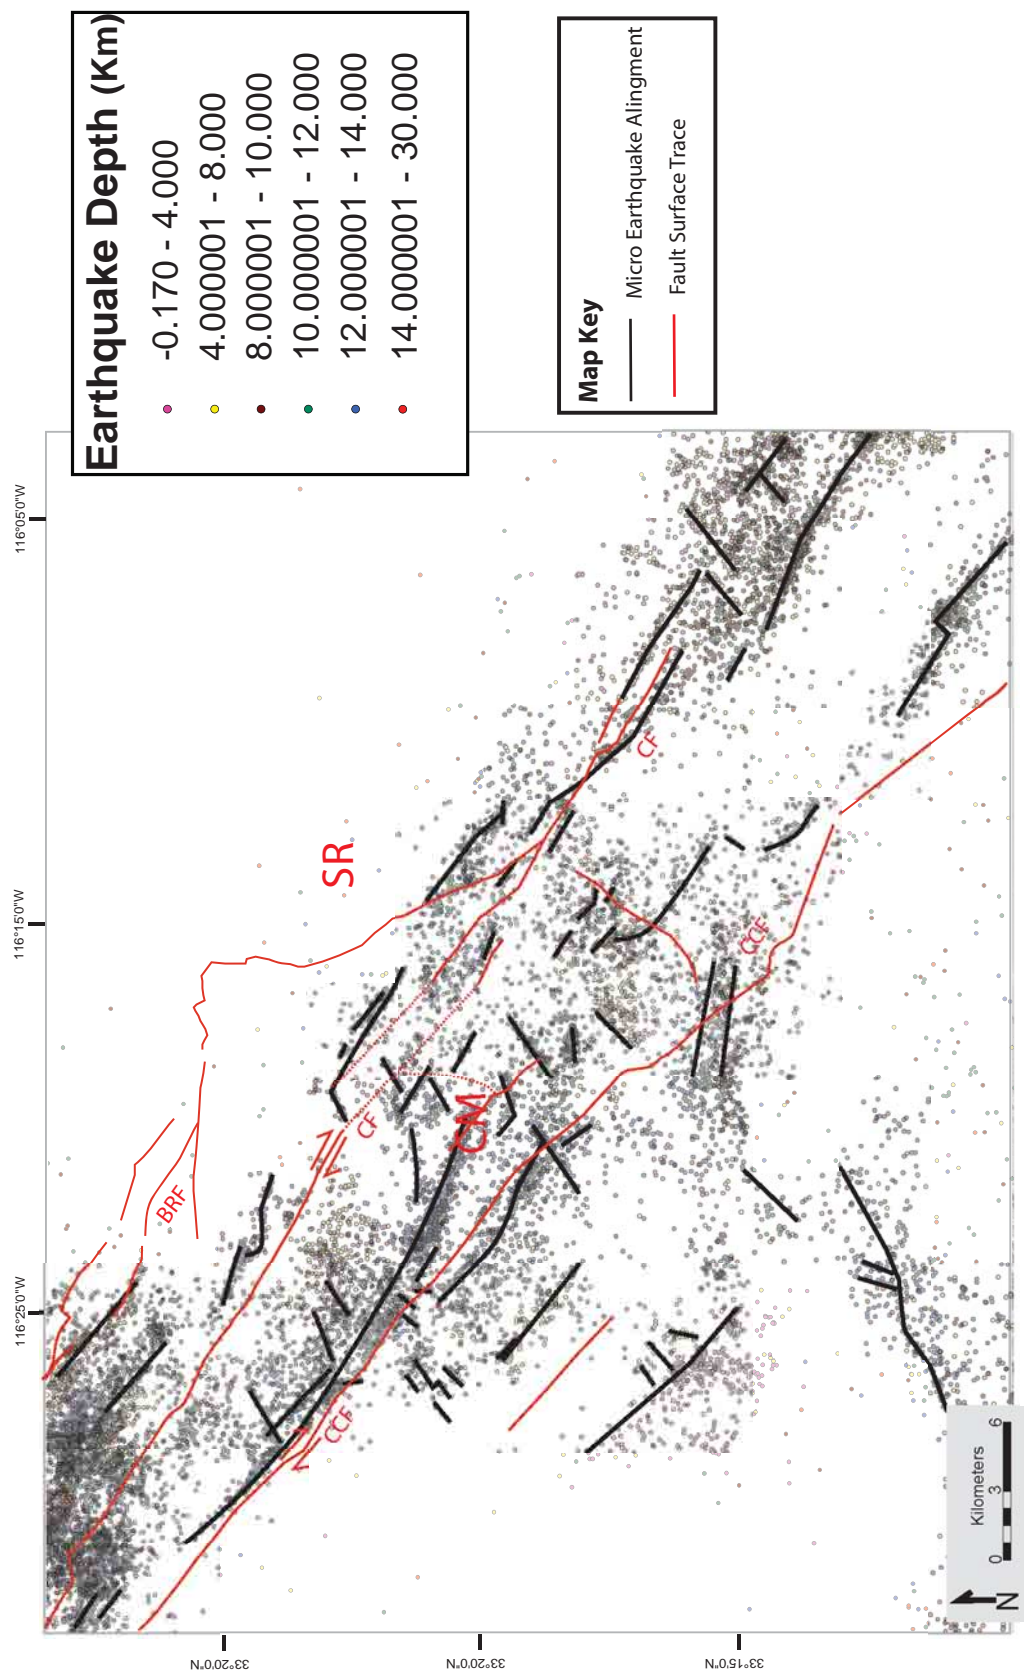 Earthquake Depth (Km)
-0.170 - 4.000
4.000001 - 8.000
8.000001 - 10.000
10.000001 - 12.000
12.000001 - 14.000
14.000001 - 30.000
Map Key
Micro Earthquake Alingment
Fault Surface Trace
116°25'0"W
116°15'0"W
116°05'0"W
33°20'0"N
33°20'0"N
33°15'0"N
BRF
SR
CF
CM
CF
CCF
CCF
N
Kilometers
0 3 6